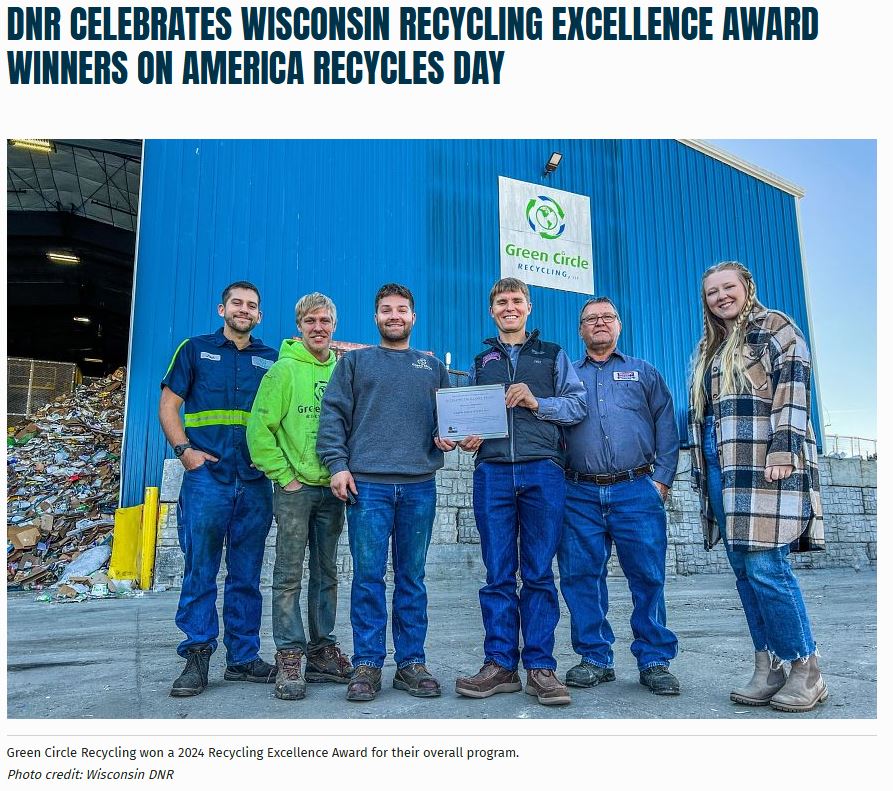 DNR CELEBRATES WISCONSIN RECYCLING EXCELLENCE AWARD
WINNERS ON AMERICA RECYCLES DAY
Green Circle
RECYCLING, LLC
Green
Green Circle Recycling won a 2024 Recycling Excellence Award for their overall program.
Photo credit: Wisconsin DNR